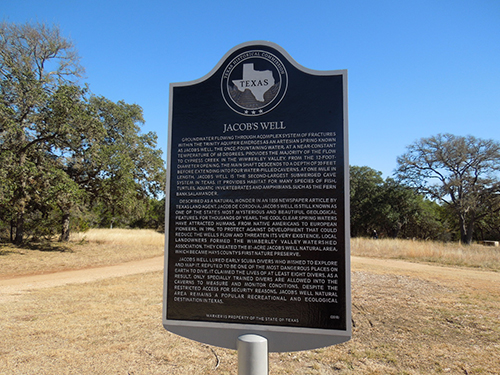 TEXAS HISTORICAL COMMISSION
TEXAS
JACOB'S WELL
GROUNDWATER FLOWING THROUGH A COMPLEX SYSTEM OF FRACTURES
WITHIN THE TRINITY AQUIFER EMERGES AS AN ARTESIAN SPRING KNOWN
AS JACOB'S WELL. THE ONCE-FOUNTAINING WATER, AT A NEAR CONSTANT
TEMPERATURE OF 68 DEGREES, PROVIDES THE MAJORITY OF THE FLOW
TO CYPRESS CREEK IN THE WIMBERLEY VALLEY. FROM THE 12-FOOT-
DIAMETER OPENING, THE MAIN SHAFT DESCENDS TO A DEPTH OF 39 FEET
BEFORE EXTENDING INTO FOUR WATER-FILLED CAVERNS. AT ONE MILE IN
LENGTH, JACOB'S WELL IS THE SECOND-LARGEST SUBMERGED CAVE
SYSTEM IN TEXAS. IT PROVIDES HABITAT FOR MANY SPECIES OF FISH,
TURTLES, AQUATIC INVERTEBRATES AND AMPHIBIANS, SUCH AS THE FERN
BANK SALAMANDER.
DESCRIBED AS A NATURAL WONDER IN AN 1850 NEWSPAPER ARTICLE BY
TEXAS LAND AGENT, JACOB DE CORDOVA, JACOB'S WELL IS STILL KNOWN AS
ONE OF THE STATE'S MOST MYSTERIOUS AND BEAUTIFUL GEOLOGICAL
FEATURES. FOR THOUSANDS OF YEARS, THE COOL, CLEAR SPRING WATERS
HAVE ATTRACTED HUMANS, FROM NATIVE AMERICANS TO EUROPEAN
PIONEERS. IN 1996, TO PROTECT AGAINST DEVELOPMENT THAT COULD
REDUCE THE WELL'S FLOW AND THREATEN ITS VERY EXISTENCE, LOCAL
LANDOWNERS FORMED THE WIMBERLEY VALLEY WATERSHED
ASSOCIATION. THEY CREATED THE 81-ACRE JACOB'S WELL NATURAL AREA,
WHICH BECAME HAYS COUNTY'S FIRST NATURE PRESERVE.
JACOB'S WELL LURED EARLY SCUBA DIVERS WHO WISHED TO EXPLORE
AND MAP IT. REPUTED TO BE ONE OF THE MOST DANGEROUS PLACES ON
EARTH TO DIVE, IT CLAIMED THE LIVES OF AT LEAST EIGHT DIVERS. AS A
RESULT, ONLY SPECIALLY TRAINED DIVERS ARE ALLOWED INTO THE
CAVERNS TO MEASURE AND MONITOR CONDITIONS. DESPITE THE
RESTRICTED ACCESS FOR SECURITY REASONS, JACOB'S WELL NATURAL
AREA REMAINS A POPULAR RECREATIONAL AND ECOLOGICAL
DESTINATION IN TEXAS.
MARKER IS PROPERTY OF THE STATE OF TEXAS